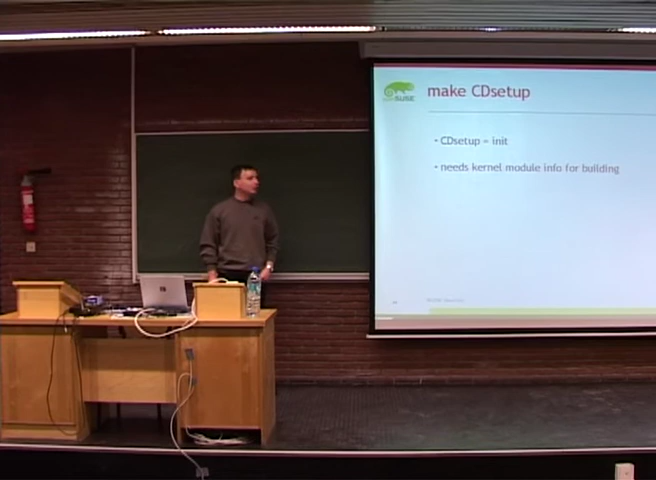 SUSE
make CDsetup
• CDsetup = init
• needs kernel module info for building